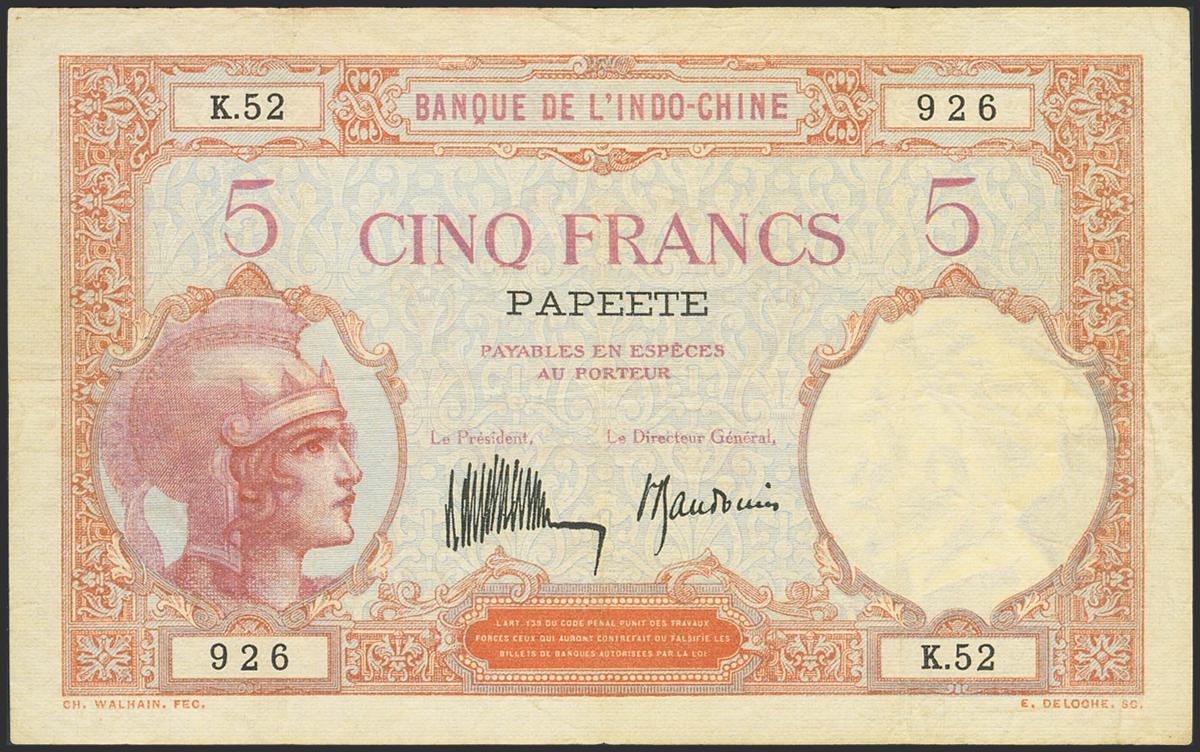 K.52
BANQUE DE L'INDO-CHINE
926
5 CINQ FRANCS 5
PAPEETE
PAYABLES EN ESPÈCES
AU PORTEUR
Le Président, Le Directeur Général,
926
L'ART. 139 DU CODE PENAL PUNIT DES TRAVAUX
FORCES CEUX QUI AURONT CONTREFAIT OU FALSIFIE LES
BILLETS DE BANQUES AUTORISEES PAR LA LOI
K.52
CH. WALHAIN. FEC. E. DELOCHE. SC.